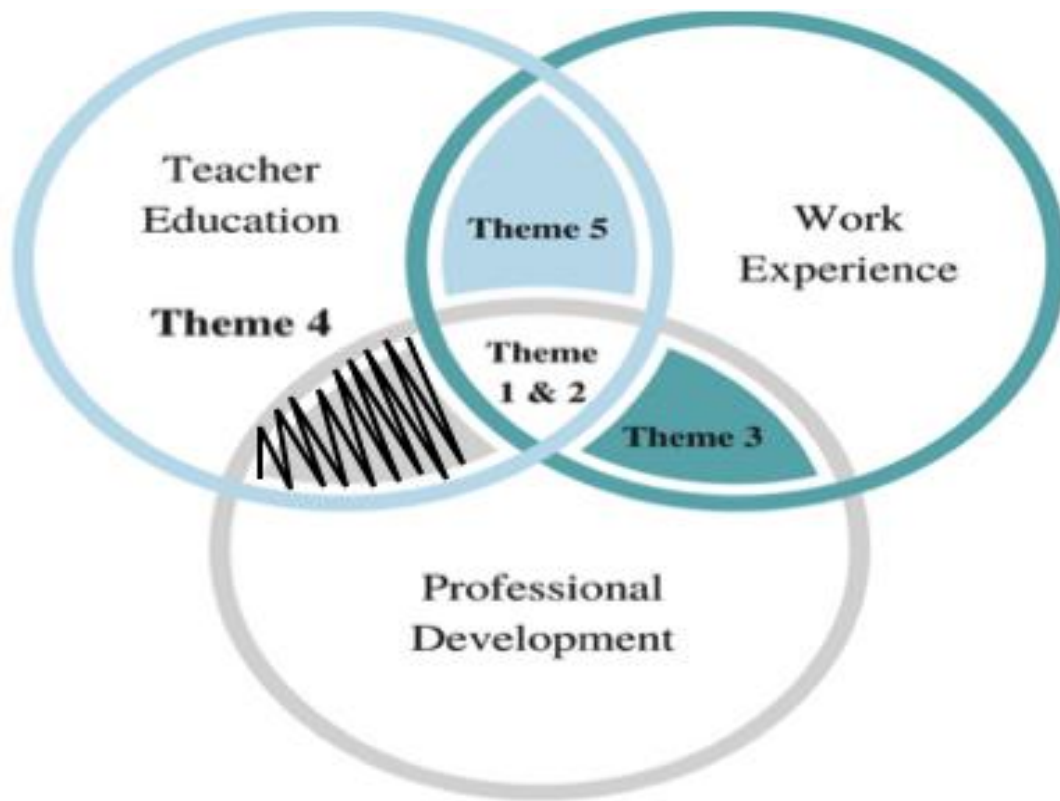 Teacher
Education
Theme 4
Theme 5
Work
Experience
Theme
1 & 2
Theme 3
Professional
Development